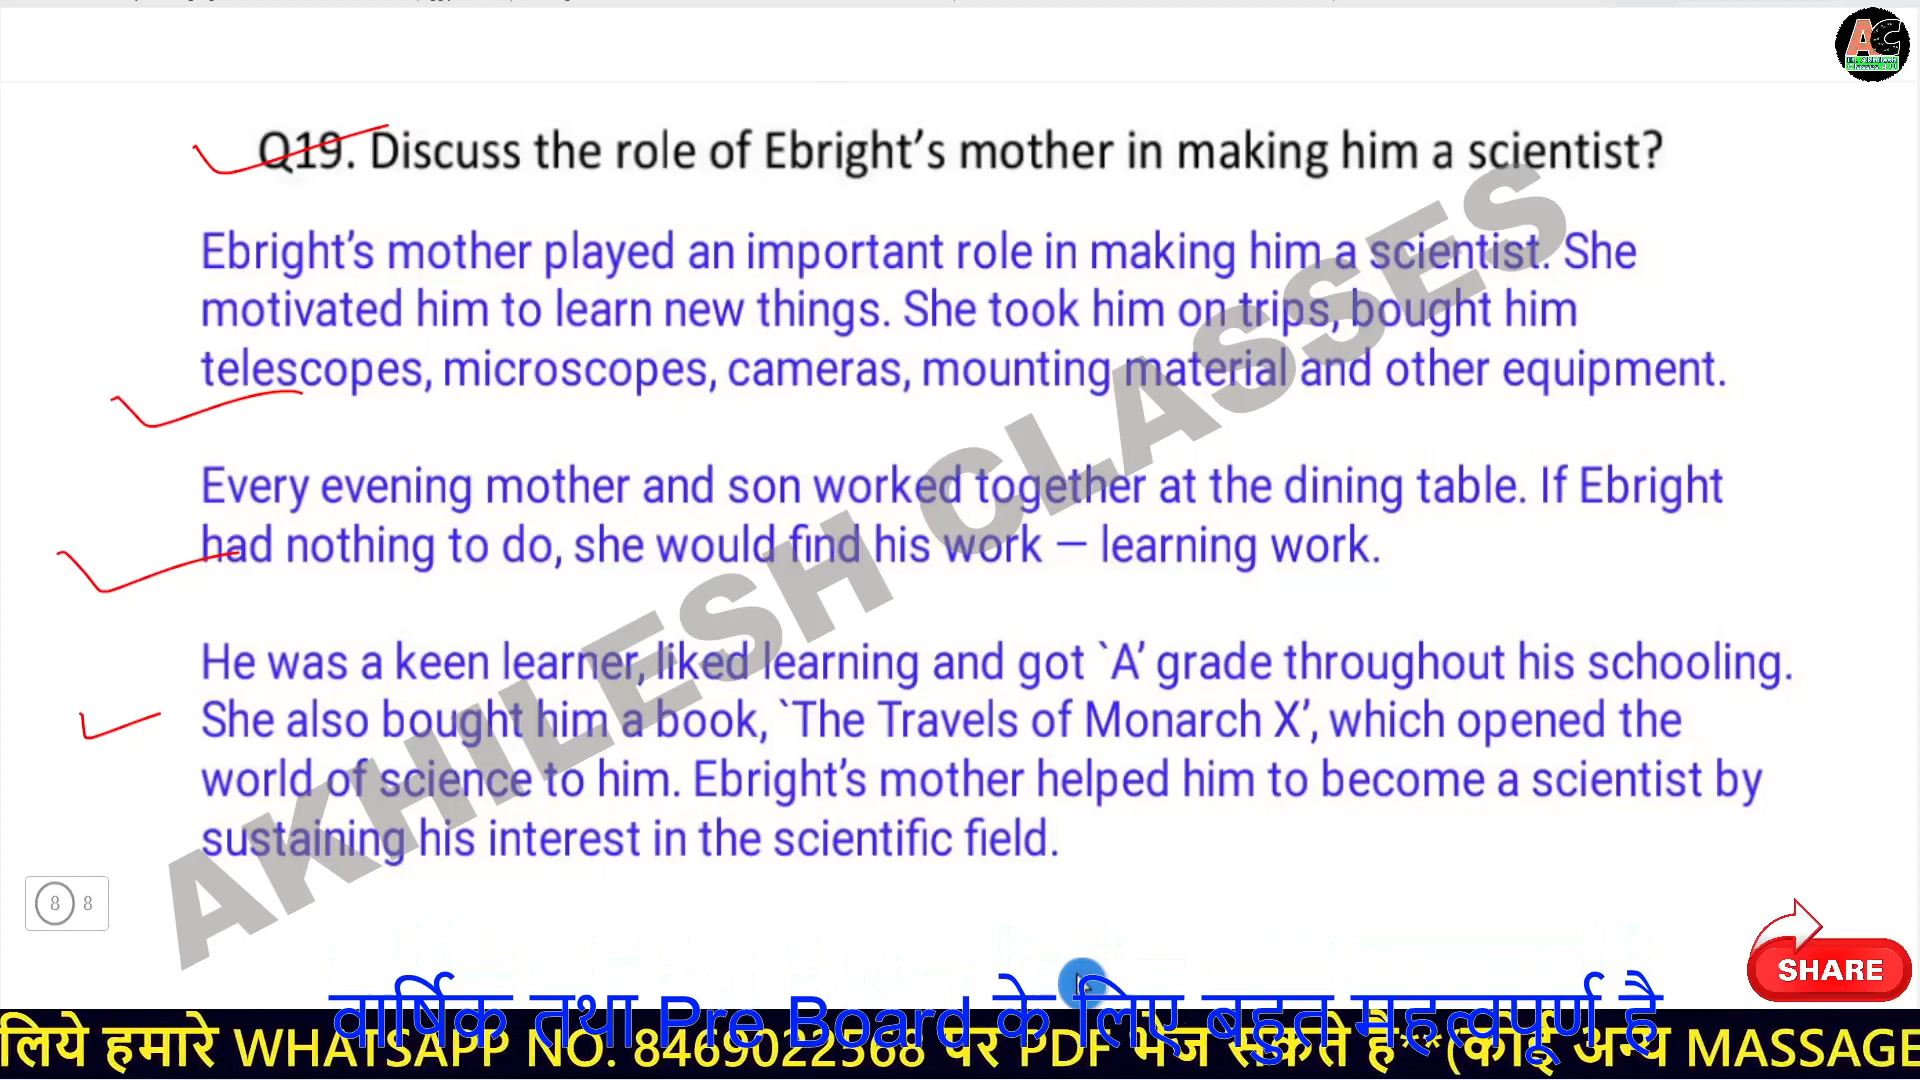 AC
Q19. Discuss the role of Ebright's mother in making him a scientist?
Ebright's mother played an important role in making him a scientist. She
motivated him to learn new things. She took him on trips, bought him
telescopes, microscopes, cameras, mounting material and other equipment.
Every evening mother and son worked together at the dining table. If Ebright
had nothing to do, she would find his work — learning work.
He was a keen learner, liked learning and got `A' grade throughout his schooling.
She also bought him a book, `The Travels of Monarch X', which opened the
world of science to him. Ebright's mother helped him to become a scientist by
sustaining his interest in the scientific field.
AKHILESH CLASSES
8 8
SHARE
वार्षिक तथा Pre Board के लिए बहुत महत्वपूर्ण है
लिये हमारे WHATSAPP NO. 8469022568 पर PDF भेज सकते है**(कोई अन्य MASSAGE